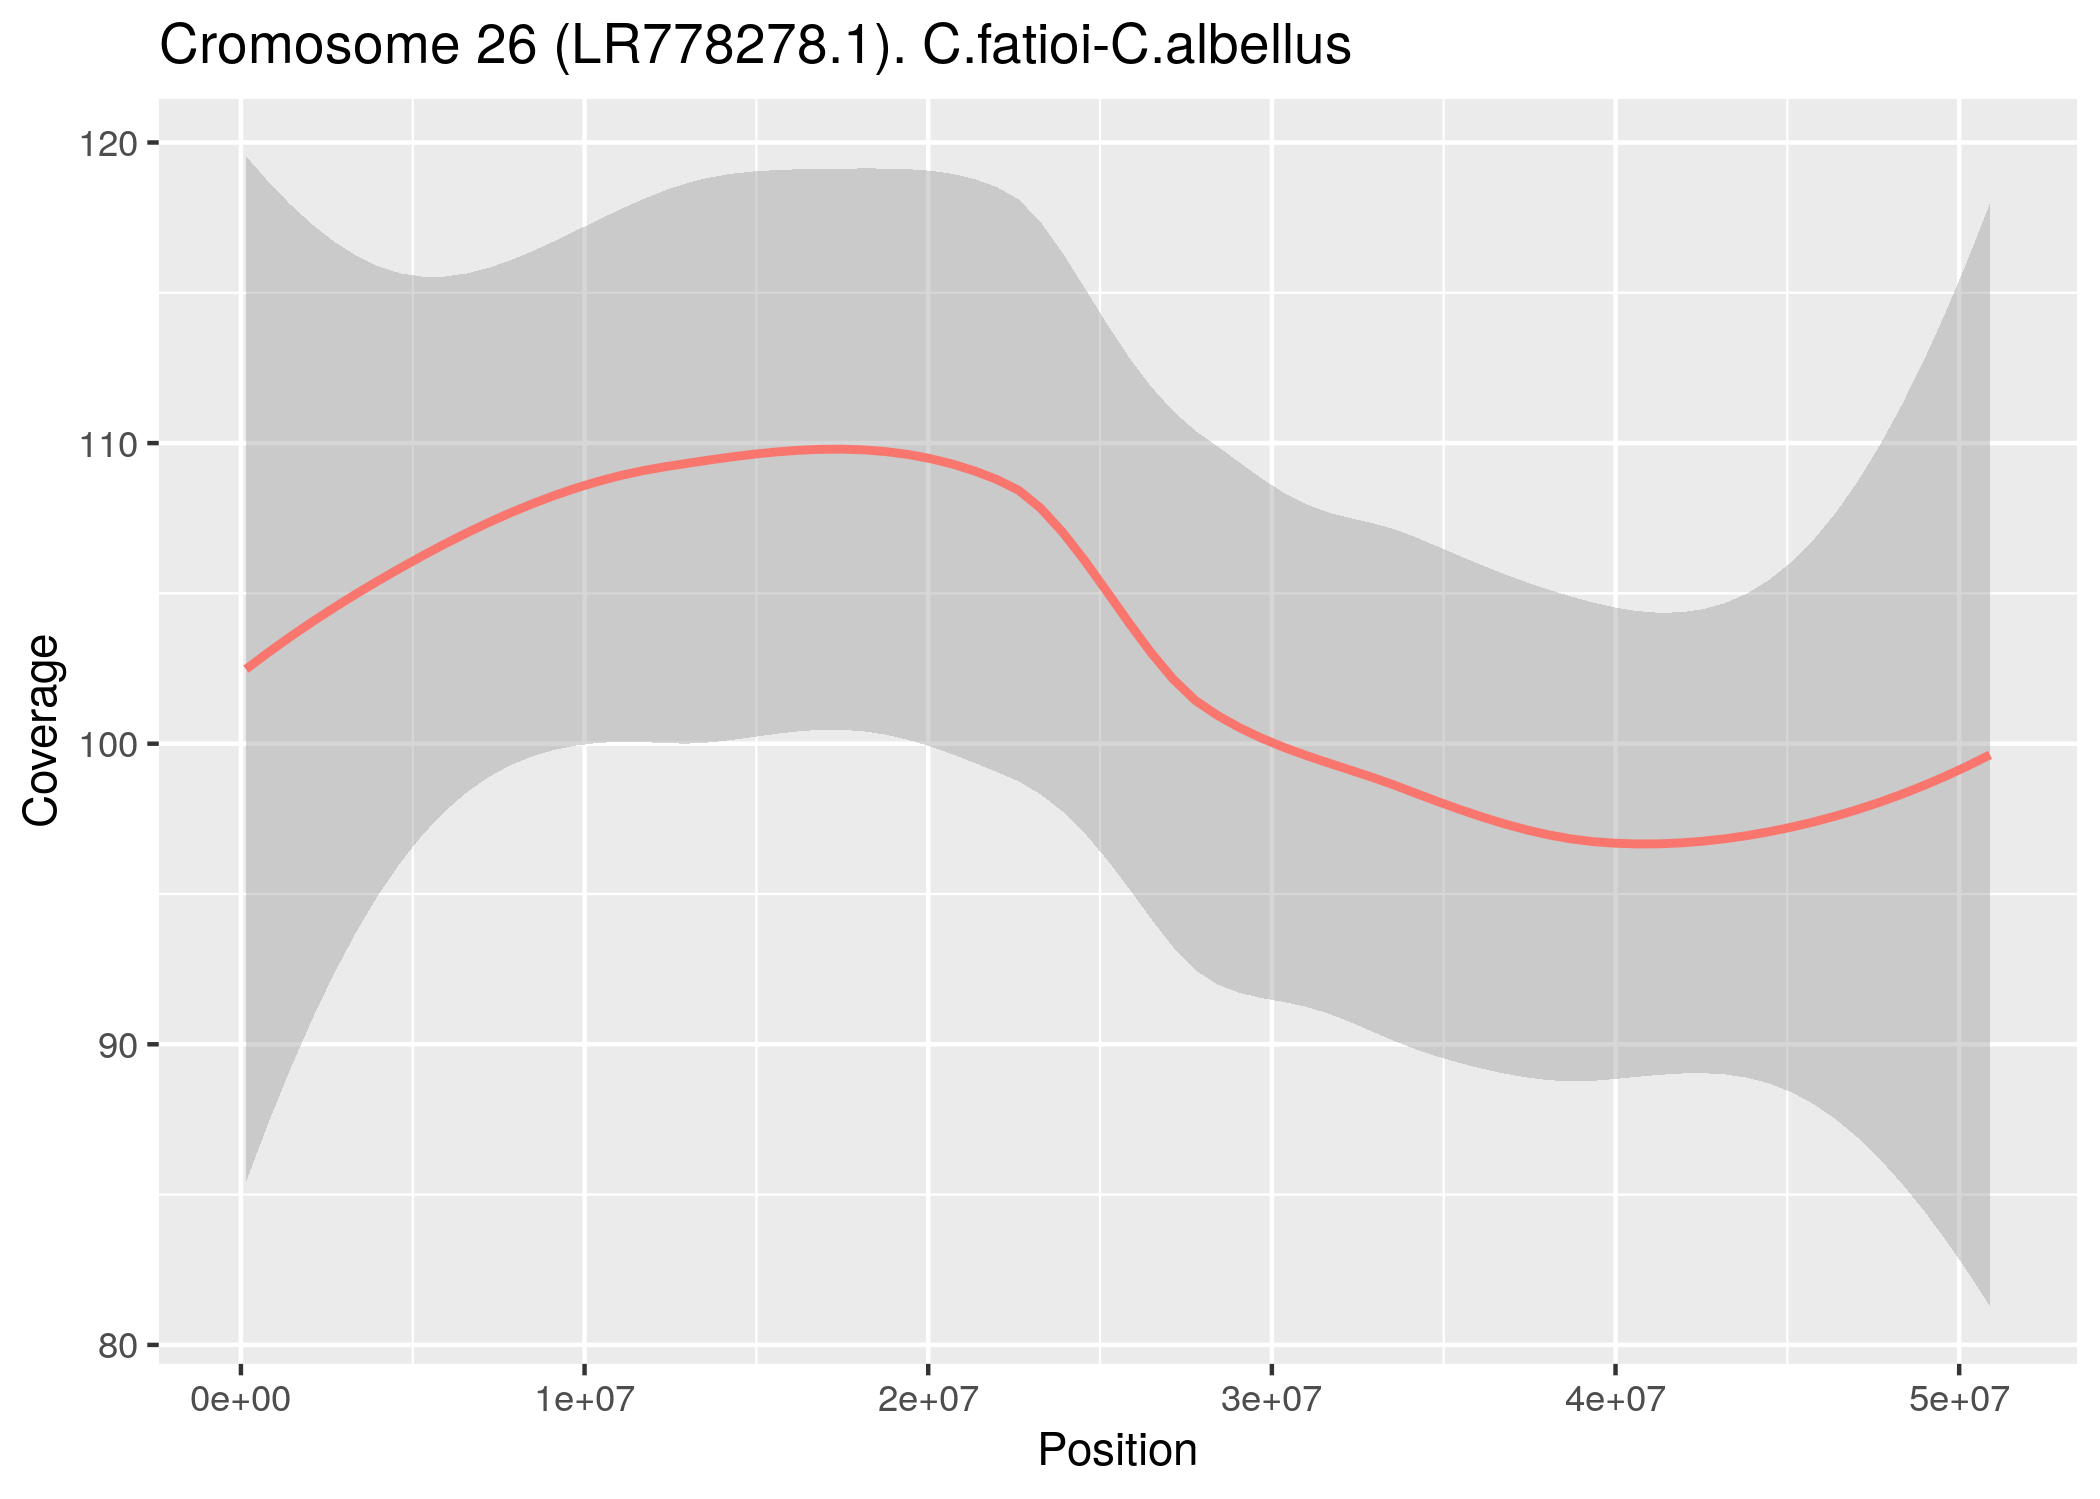 Cromosome 26 (LR778278.1). C.fatioi-C.albellus
120
110
100
90
80
Coverage
0e+00 1e+07 2e+07 3e+07 4e+07 5e+07
Position